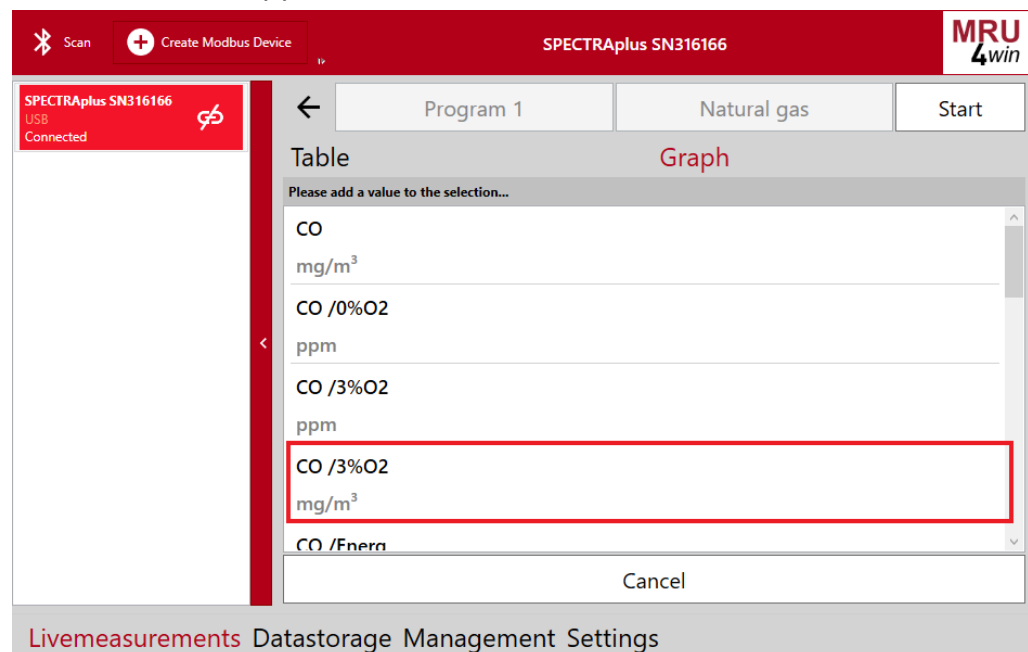 Scan
Create Modbus Device
SPECTRAplus SN316166
MRU
4win
SPECTRAplus SN316166
USB
Connected
Program 1
Natural gas
Start
Table
Graph
Please add a value to the selection...
CO
mg/m³
CO /0%O2
ppm
CO /3%O2
ppm
CO /3%O2
mg/m³
CO /Energ
Cancel
Livemeasurements Datastorage Management Settings